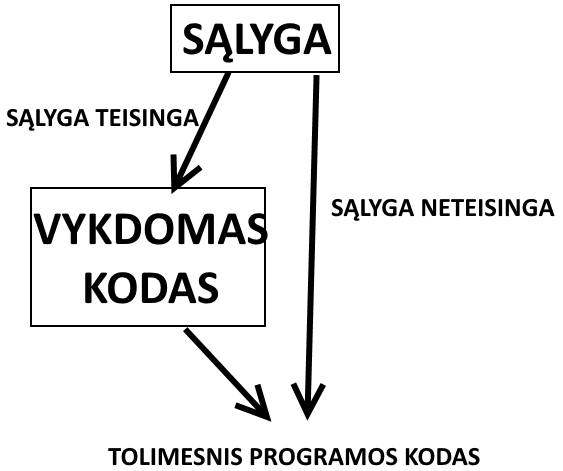 SĄLYGA
SĄLYGA TEISINGA
SĄLYGA NETEISINGA
VYKDOMAS
KODAS
TOLIMESNIS PROGRAMOS KODAS